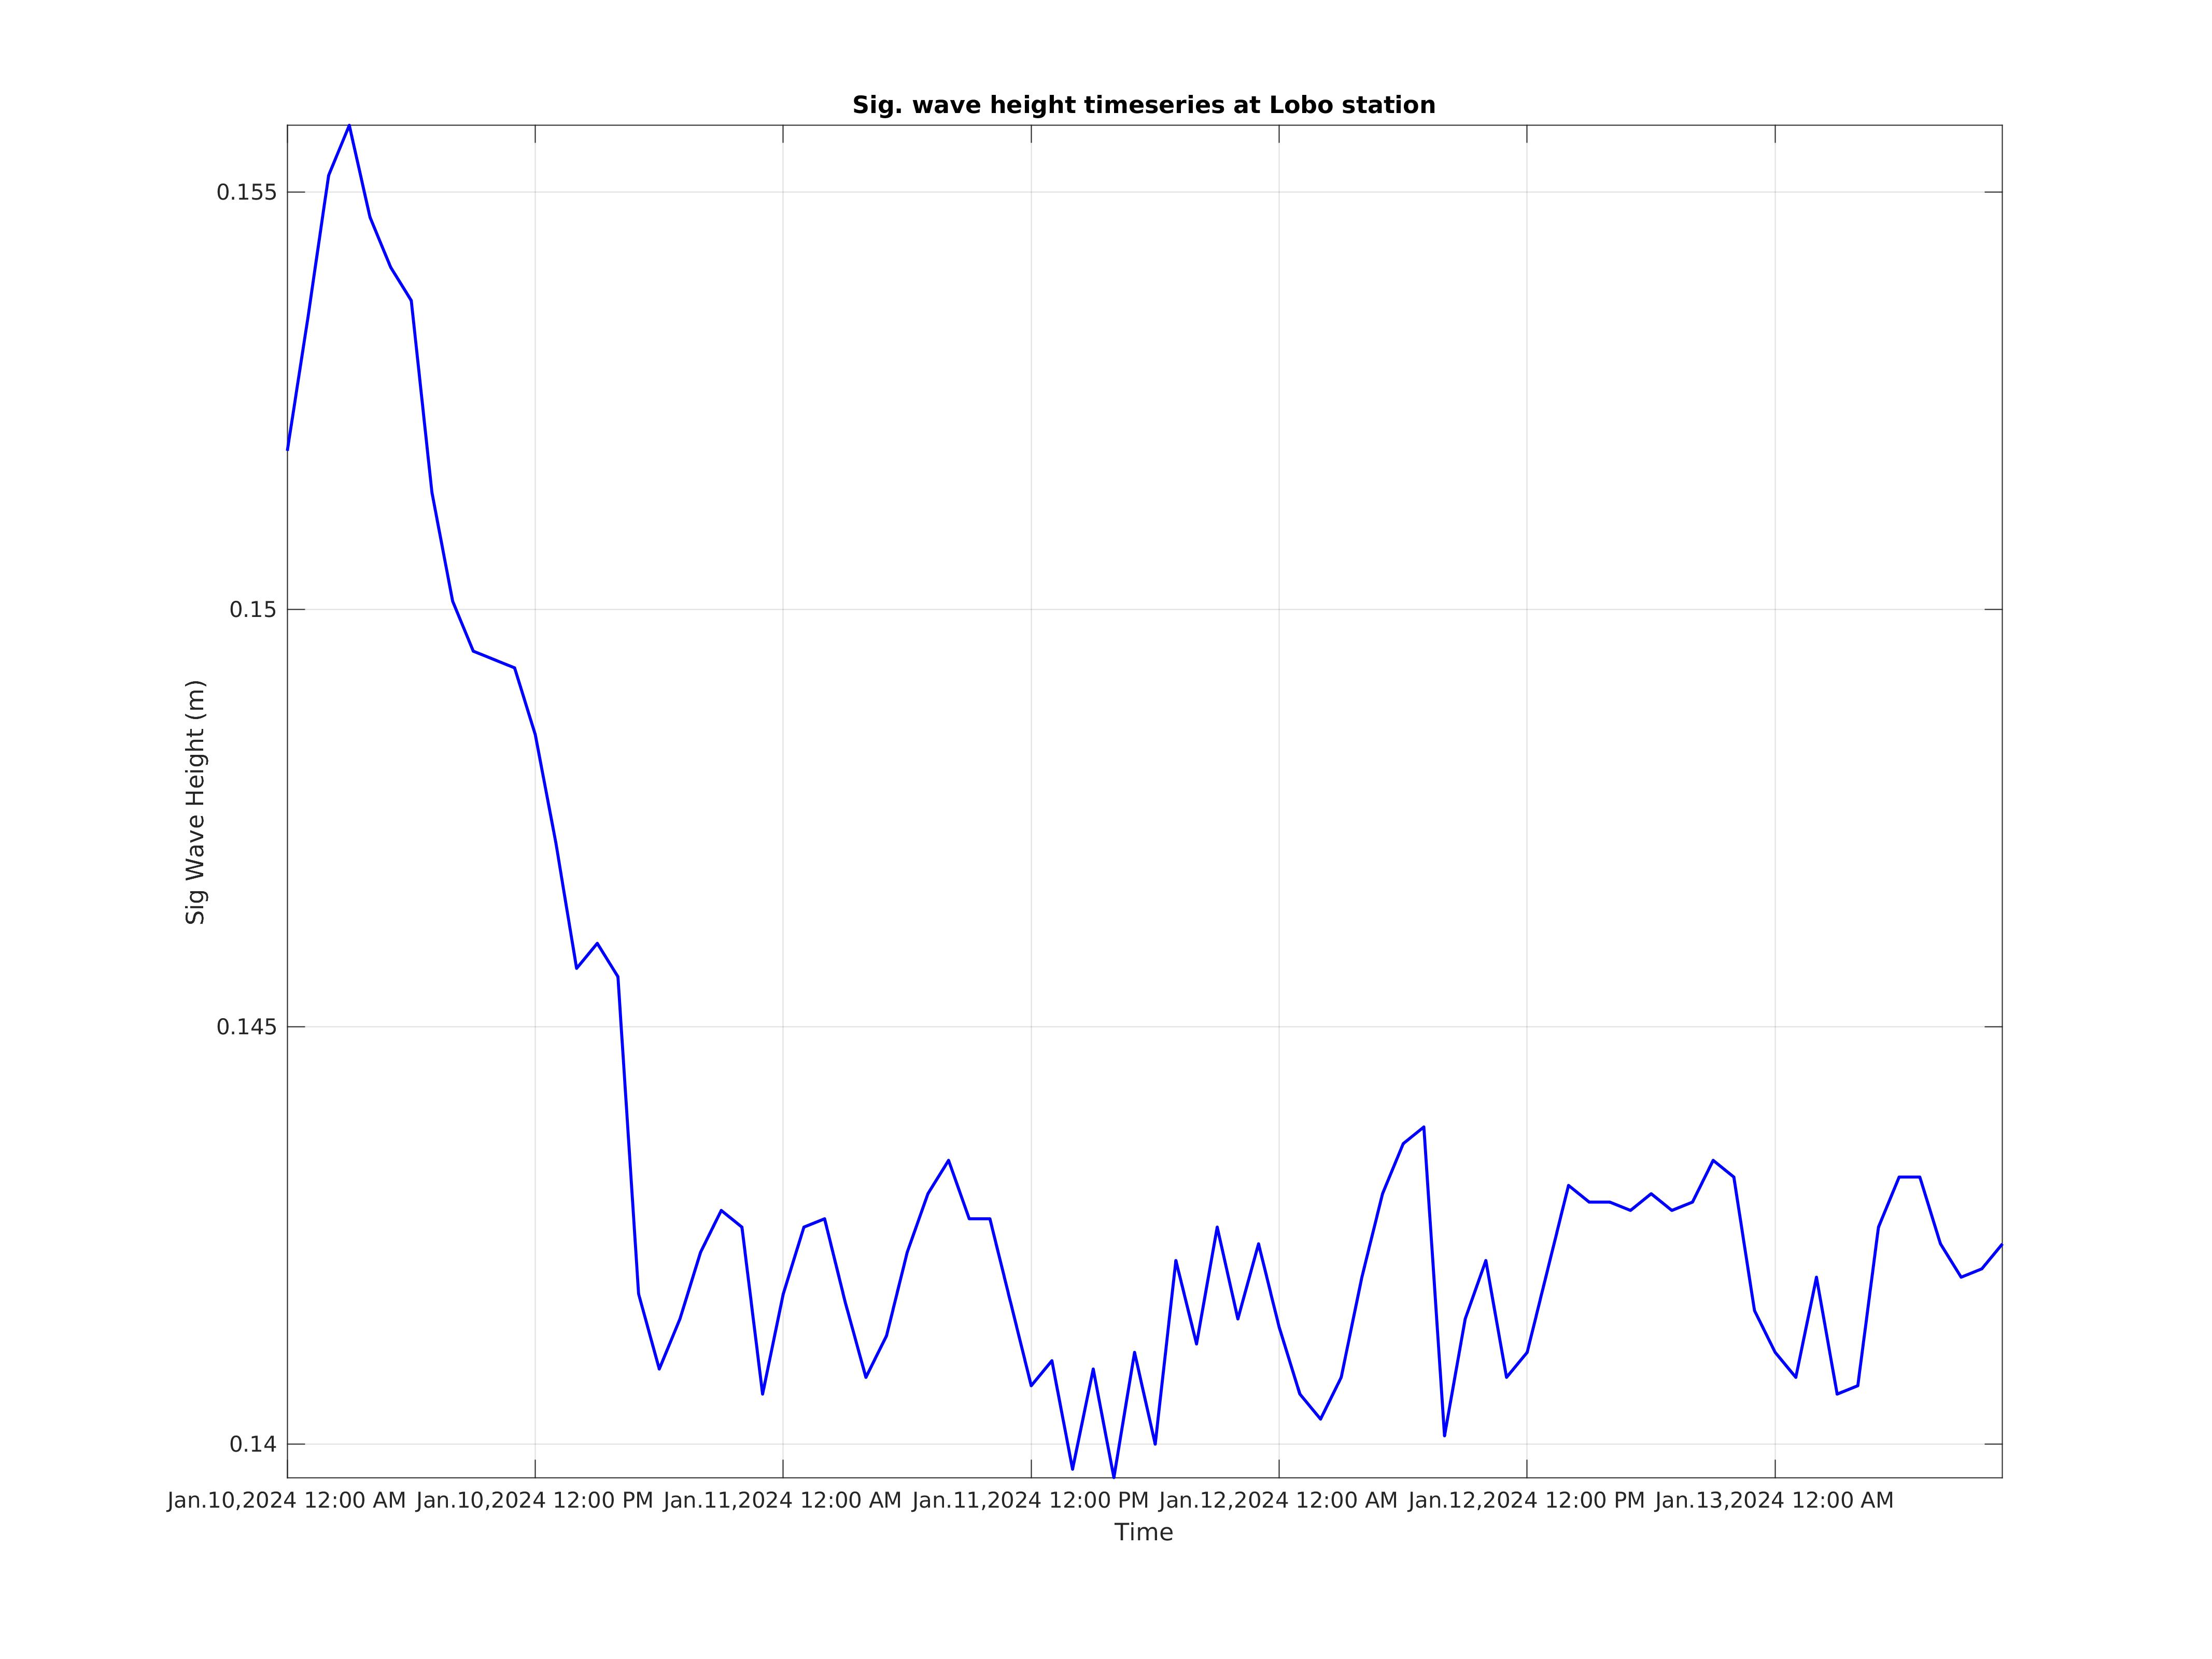 Sig. wave height timeseries at Lobo station
0.155
0.15
0.145
0.14
Sig Wave Height (m)
Jan.10,2024 12:00 AM Jan.10,2024 12:00 PM Jan.11,2024 12:00 AM Jan.11,2024 12:00 PM Jan.12,2024 12:00 AM Jan.12,2024 12:00 PM Jan.13,2024 12:00 AM
Time